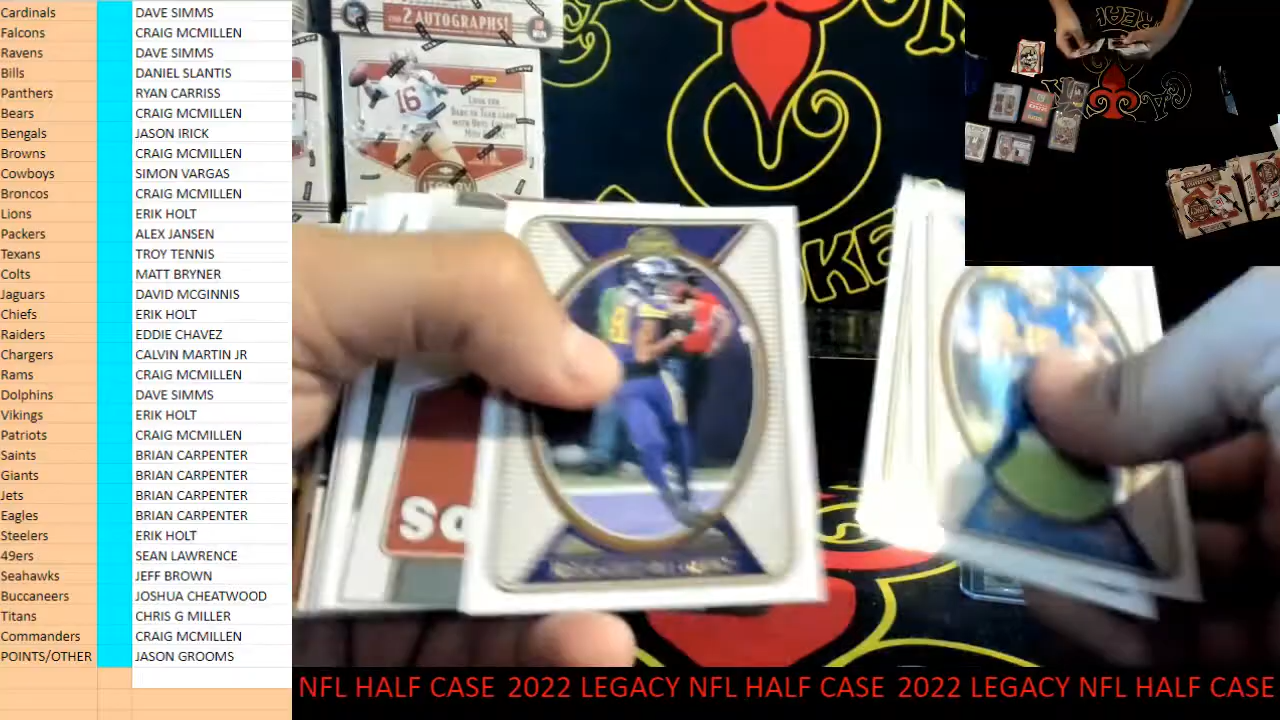 Cardinals DAVE SIMMS
Falcons CRAIG MCMILLEN
Ravens DAVE SIMMS
Bills DANIEL SLANTIS
Panthers RYAN CARRISS
Bears CRAIG MCMILLEN
Bengals JASON IRICK
Browns CRAIG MCMILLEN
Cowboys SIMON VARGAS
Broncos CRAIG MCMILLEN
Lions ERIK HOLT
Packers ALEX JANSEN
Texans TROY TENNIS
Colts MATT BRYNER
Jaguars DAVID MCGINNIS
Chiefs ERIK HOLT
Raiders EDDIE CHAVEZ
Chargers CALVIN MARTIN JR
Rams CRAIG MCMILLEN
Dolphins DAVE SIMMS
Vikings ERIK HOLT
Patriots CRAIG MCMILLEN
Saints BRIAN CARPENTER
Giants BRIAN CARPENTER
Jets BRIAN CARPENTER
Eagles BRIAN CARPENTER
Steelers ERIK HOLT
49ers SEAN LAWRENCE
Seahawks JEFF BROWN
Buccaneers JOSHUA CHEATWOOD
Titans CHRIS G MILLER
Commanders CRAIG MCMILLEN
POINTS/OTHER JASON GROOMS
2 AUTOGRAPHS!
16
LOOK FOR
OKE
SO
NFL HALF CASE 2022 LEGACY NFL HALF CASE 2022 LEGACY NFL HALF CASE